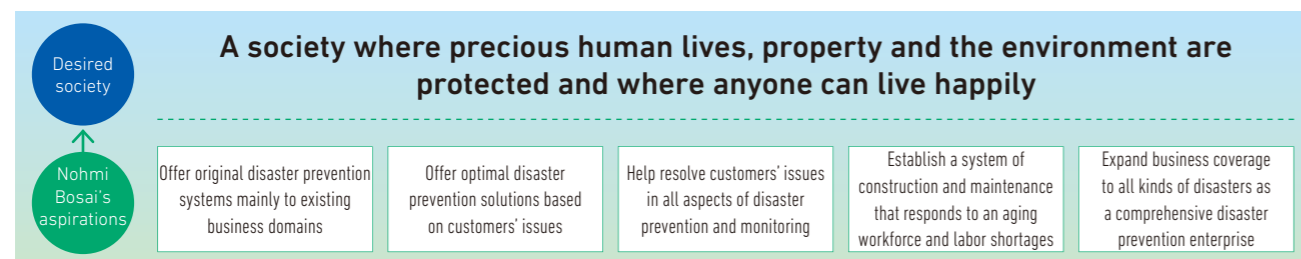 Desired
society
A society where precious human lives, property and the environment are
protected and where anyone can live happily
Nohmi
Bosai's
aspirations
Offer original disaster prevention
systems mainly to existing
business domains
Offer optimal disaster
prevention solutions based
on customers' issues
Help resolve customers' issues
in all aspects of disaster
prevention and monitoring
Establish a system of
construction and maintenance
that responds to an aging
workforce and labor shortages
Expand business coverage
to all kinds of disasters as
a comprehensive disaster
prevention enterprise